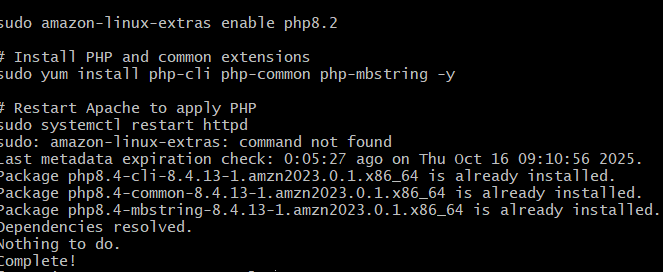 sudo amazon-linux-extras enable php8.2
# Install PHP and common extensions
sudo yum install php-cli php-common php-mbstring -y
# Restart Apache to apply PHP
sudo systemctl restart httpd
sudo: amazon-linux-extras: command not found
Last metadata expiration check: 0:05:27 ago on Thu Oct 16 09:10:56 2025.
Package php8.4-cli-8.4.13-1.amzn2023.0.1.x86_64 is already installed.
Package php8.4-common-8.4.13-1.amzn2023.0.1.x86_64 is already installed.
Package php8.4-mbstring-8.4.13-1.amzn2023.0.1.x86_64 is already installed.
Dependencies resolved.
Nothing to do.
Complete!